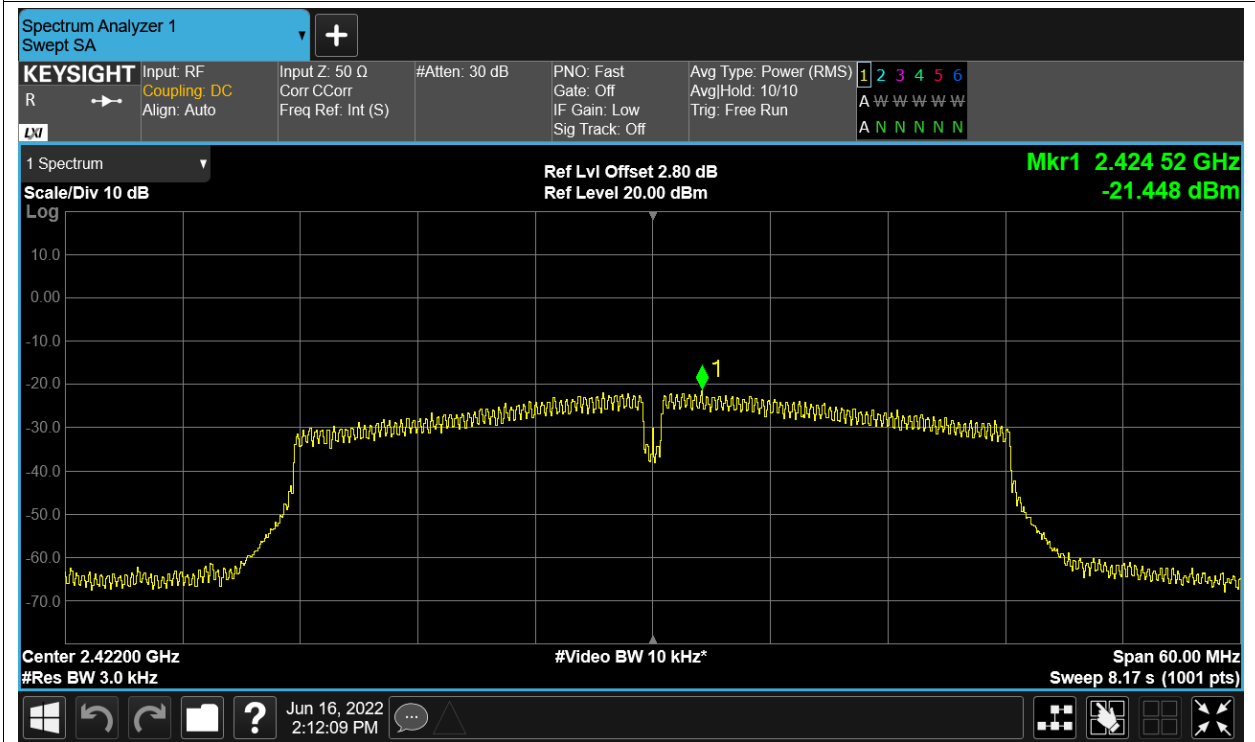 Spectrum Analyzer 1
Swept SA
+
KEYSIGHT
R
LXI
Input: RF
Coupling: DC
Align: Auto
Input Z: 50 Ω
Corr CCorr
Freq Ref: Int (S)
#Atten: 30 dB
PNO: Fast
Gate: Off
IF Gain: Low
Sig Track: Off
Avg Type: Power (RMS)
Avg|Hold: 10/10
Trig: Free Run
1 2 3 4 5 6
A W W W W W
A N N N N N
1 Spectrum
Scale/Div 10 dB
Log
Ref Lvl Offset 2.80 dB
Ref Level 20.00 dBm
Mkr1 2.424 52 GHz
-21.448 dBm
10.0
0.00
-10.0
-20.0
-30.0
-40.0
-50.0
-60.0
-70.0
1
Center 2.42200 GHz
#Res BW 3.0 kHz
#Video BW 10 kHz*
Span 60.00 MHz
Sweep 8.17 s (1001 pts)
?
Jun 16, 2022
2:12:09 PM